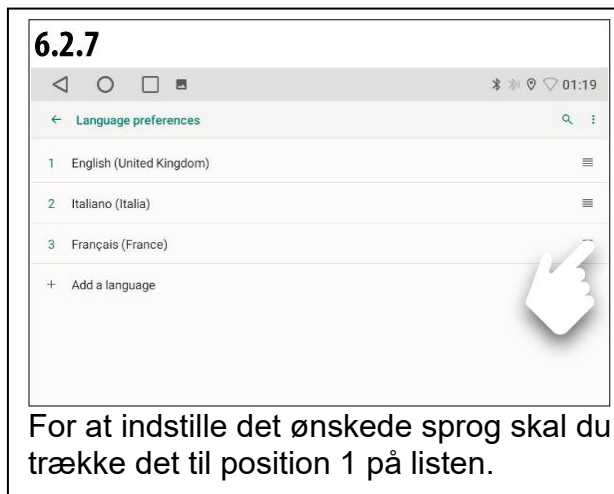 6.2.7
01:19
Language preferences
1 English (United Kingdom)
2 Italiano (Italia)
3 Français (France)
+ Add a language
For at indstille det ønskede sprog skal du
trække det til position 1 på listen.